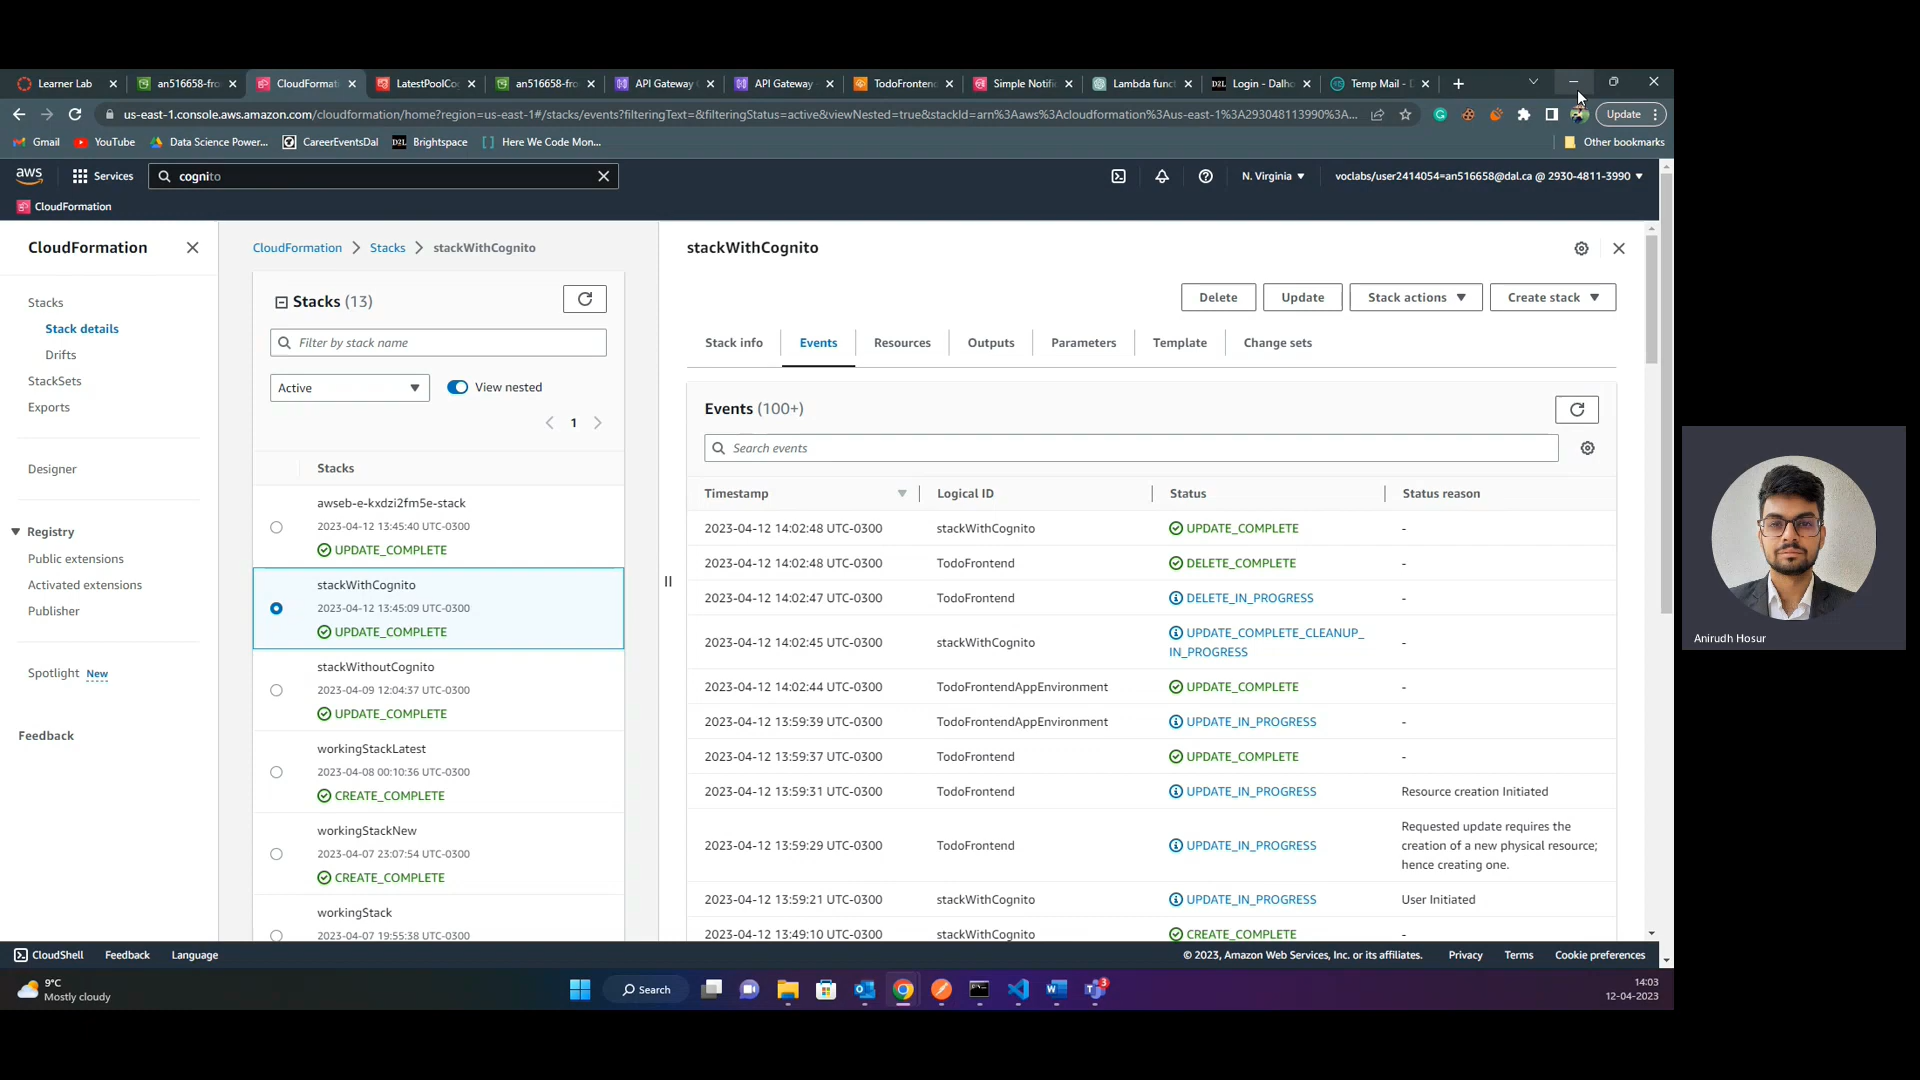 Learner Lab
an516658-fro
CloudFormati
LatestPoolCo
an516658-fro
API Gateway
API Gateway -
TodoFrontend
Simple Notifi
Lambda funct
D2L Login - Dalho
Temp Mail - D
us-east-1.console.aws.amazon.com/cloudformation/home?region=us-east-1#/stacks/events?filteringText=&filteringStatus=active&viewNested=true&stackId=arn%3Aaws%3Acloudformation%3Aus-east-1%3A293048113990%3A...
Update
Gmail
YouTube
Data Science Power...
CareerEventsDal
D2L Brightspace
Here We Code Mon...
Other bookmarks
aws
Services
cognito
N. Virginia
voclabs/user2414054=an516658@dal.ca @ 2930-4811-3990
CloudFormation
CloudFormation
Stacks
Stack details
Drifts
StackSets
Exports
Designer
Registry
Public extensions
Activated extensions
Publisher
Spotlight New
Feedback
CloudFormation > Stacks > stackWithCognito
Stacks (13)
Filter by stack name
Active
View nested
1
Stacks
awseb-e-kxdzi2fm5e-stack
2023-04-12 13:45:40 UTC-0300
UPDATE_COMPLETE
stackWithCognito
2023-04-12 13:45:09 UTC-0300
UPDATE_COMPLETE
stackWithoutCognito
2023-04-09 12:04:37 UTC-0300
UPDATE_COMPLETE
workingStackLatest
2023-04-08 00:10:36 UTC-0300
CREATE_COMPLETE
workingStackNew
2023-04-07 23:07:54 UTC-0300
CREATE_COMPLETE
workingStack
2023-04-07 19:55:38 UTC-0300
stackWithCognito
Delete
Update
Stack actions
Create stack
Stack info
Events
Resources
Outputs
Parameters
Template
Change sets
Events (100+)
Search events
Timestamp Logical ID Status Status reason
2023-04-12 14:02:48 UTC-0300 stackWithCognito UPDATE_COMPLETE -
2023-04-12 14:02:48 UTC-0300 TodoFrontend DELETE_COMPLETE -
2023-04-12 14:02:47 UTC-0300 TodoFrontend DELETE_IN_PROGRESS -
2023-04-12 14:02:45 UTC-0300 stackWithCognito UPDATE_COMPLETE_CLEANUP_
IN_PROGRESS -
2023-04-12 14:02:44 UTC-0300 TodoFrontendAppEnvironment UPDATE_COMPLETE -
2023-04-12 13:59:39 UTC-0300 TodoFrontendAppEnvironment UPDATE_IN_PROGRESS -
2023-04-12 13:59:37 UTC-0300 TodoFrontend UPDATE_COMPLETE -
2023-04-12 13:59:31 UTC-0300 TodoFrontend UPDATE_IN_PROGRESS Resource creation Initiated
2023-04-12 13:59:29 UTC-0300 TodoFrontend UPDATE_IN_PROGRESS Requested update requires the
creation of a new physical resource;
hence creating one.
2023-04-12 13:59:21 UTC-0300 stackWithCognito UPDATE_IN_PROGRESS User Initiated
2023-04-12 13:49:10 UTC-0300 stackWithCognito CREATE_COMPLETE -
CloudShell
Feedback
Language
© 2023, Amazon Web Services, Inc. or its affiliates.
Privacy
Terms
Cookie preferences
9°C
Mostly cloudy
Search
3
14:03
12-04-2023
Anirudh Hosur